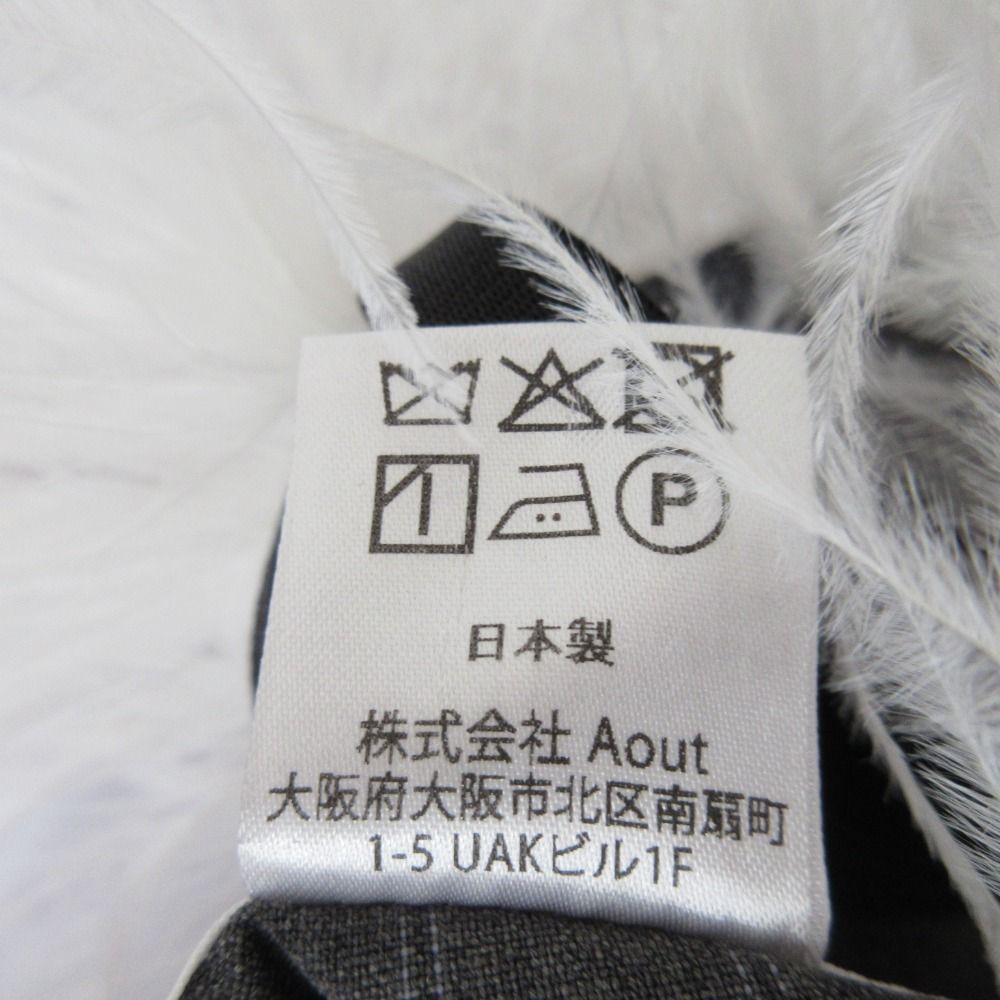 P
日本製
株式会社 Aout
大阪府大阪市北区南扇町
1-5 UAKビル1F